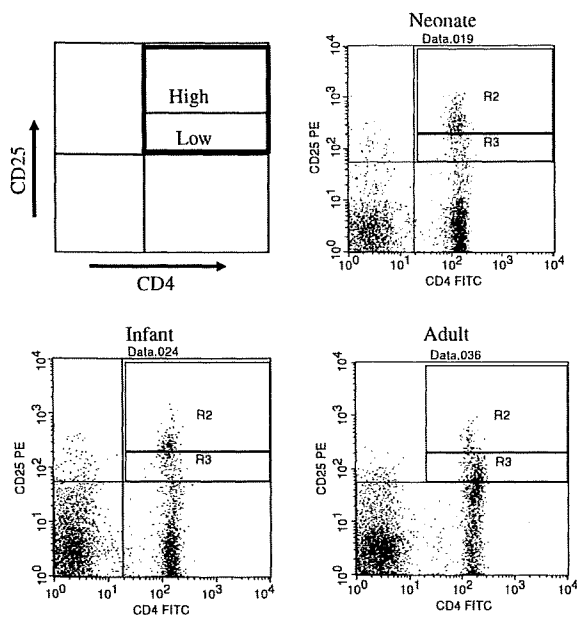 High
Low
CD25
CD4
Neonate
Data.019
R2
R3
CD25 PE
10⁰ 10¹ 10² 10³ 10⁴
10⁰ 10¹ 10² 10³ 10⁴
CD4 FITC
Infant
Data.024
R2
R3
CD25 PE
10⁰ 10¹ 10² 10³ 10⁴
10⁰ 10¹ 10² 10³ 10⁴
CD4 FITC
Adult
Data.036
R2
R3
CD25 PE
10⁰ 10¹ 10² 10³ 10⁴
10⁰ 10¹ 10² 10³ 10⁴
CD4 FITC